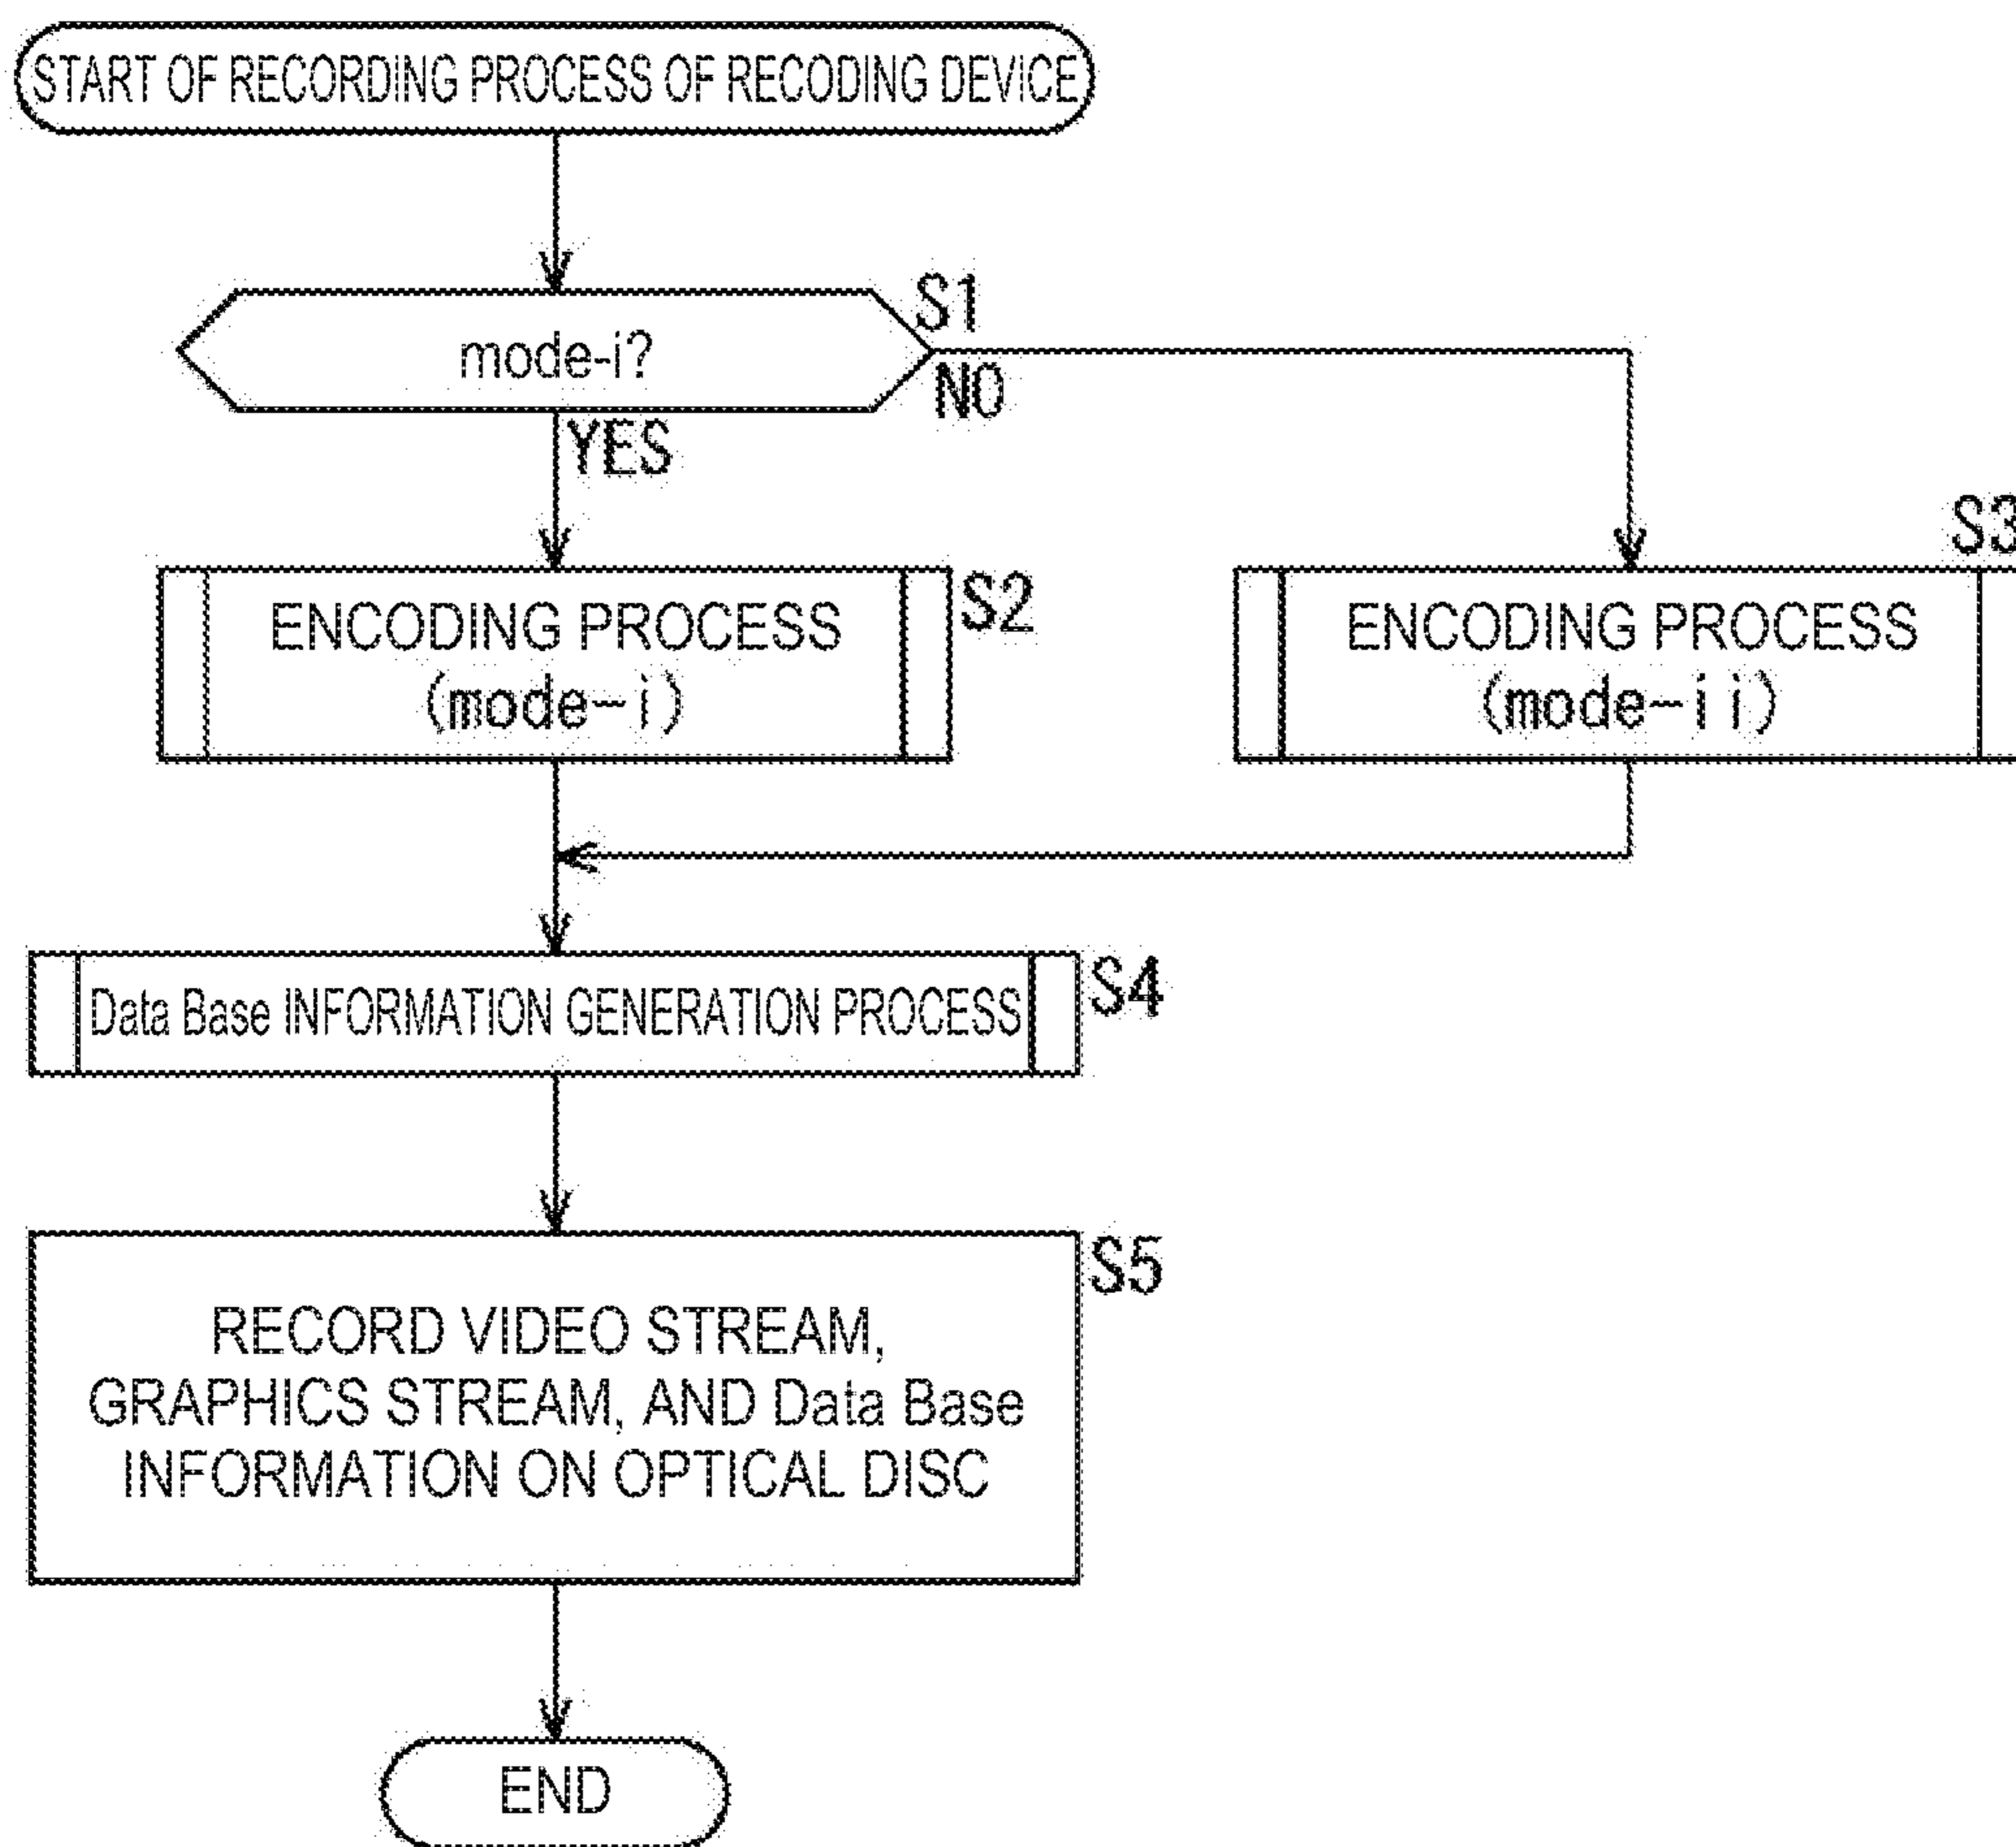 START OF RECORDING PROCESS OF RECODING DEVICE
S1
mode-i?
NO
YES
S3
S2
ENCODING PROCESS
(mode-i)
ENCODING PROCESS
(mode-ii)
S4
Data Base INFORMATION GENERATION PROCESS
S5
RECORD VIDEO STREAM,
GRAPHICS STREAM, AND Data Base
INFORMATION ON OPTICAL DISC
END